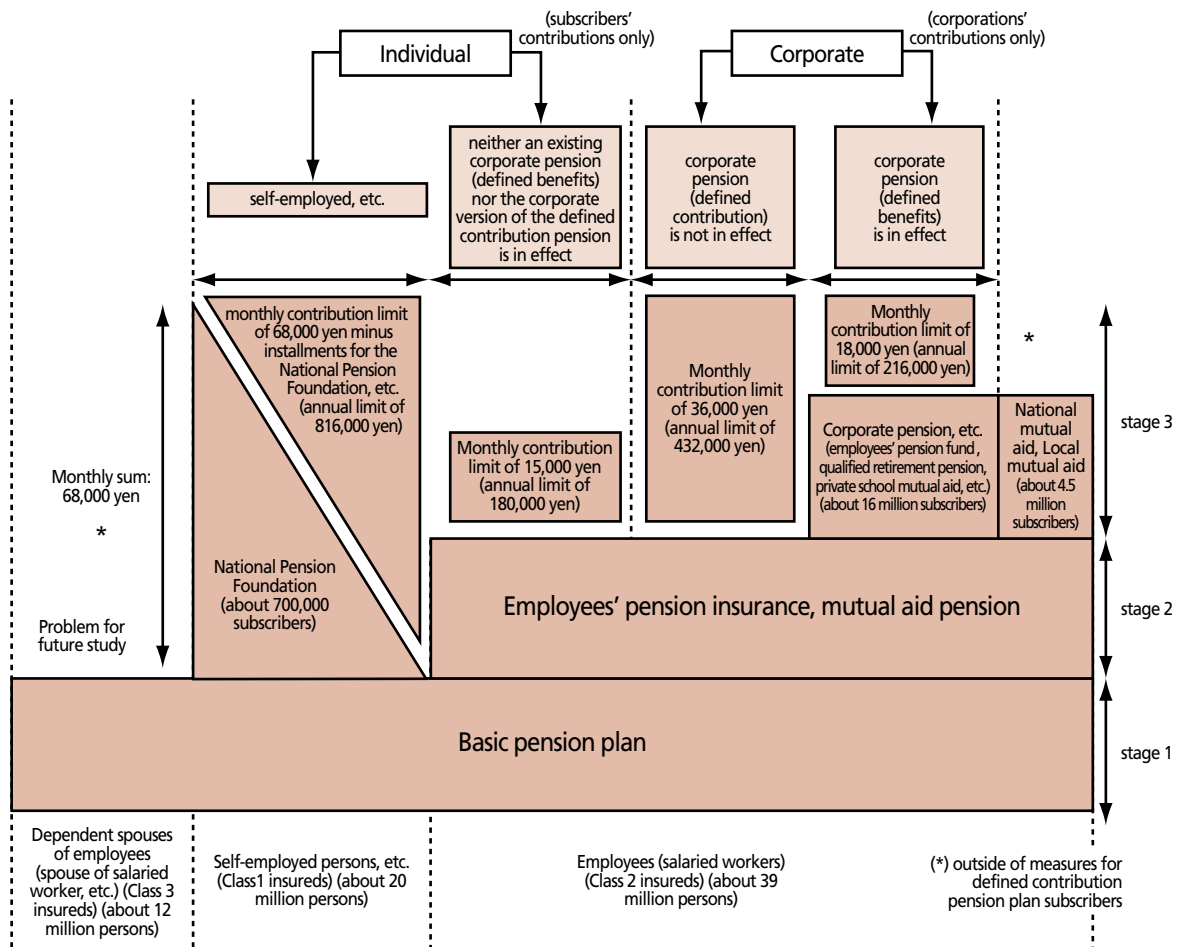 (subscribers'
contributions only)
(corporations'
contributions only)
Individual
Corporate
self-employed, etc.
neither an existing
corporate pension
(defined benefits)
nor the corporate
version of the defined
contribution pension
is in effect
corporate
pension
(defined
contribution)
is not in effect
corporate
pension
(defined
benefits)
is in effect
monthly contribution limit
of 68,000 yen minus
installments for the
National Pension
Foundation, etc.
(annual limit of
816,000 yen)
Monthly contribution
limit of 15,000 yen
(annual limit of
180,000 yen)
Monthly
contribution limit
of 36,000 yen
(annual limit of
432,000 yen)
Monthly
contribution limit of
18,000 yen (annual
limit of 216,000 yen)
*
Corporate pension, etc.
(employees' pension fund ,
qualified retirement pension,
private school mutual aid, etc.)
(about 16 million subscribers)
National
mutual
aid, Local
mutual aid
(about 4.5
million
subscribers)
stage 3
Monthly sum:
68,000 yen
*
Problem for
future study
National Pension
Foundation
(about 700,000
subscribers)
Employees' pension insurance, mutual aid pension
stage 2
Basic pension plan
stage 1
Dependent spouses
of employees
(spouse of salaried
worker, etc.) (Class 3
insureds) (about 12
million persons)
Self-employed persons, etc.
(Class1 insureds) (about 20
million persons)
Employees (salaried workers)
(Class 2 insureds) (about 39
million persons)
(*) outside of measures for
defined contribution
pension plan subscribers